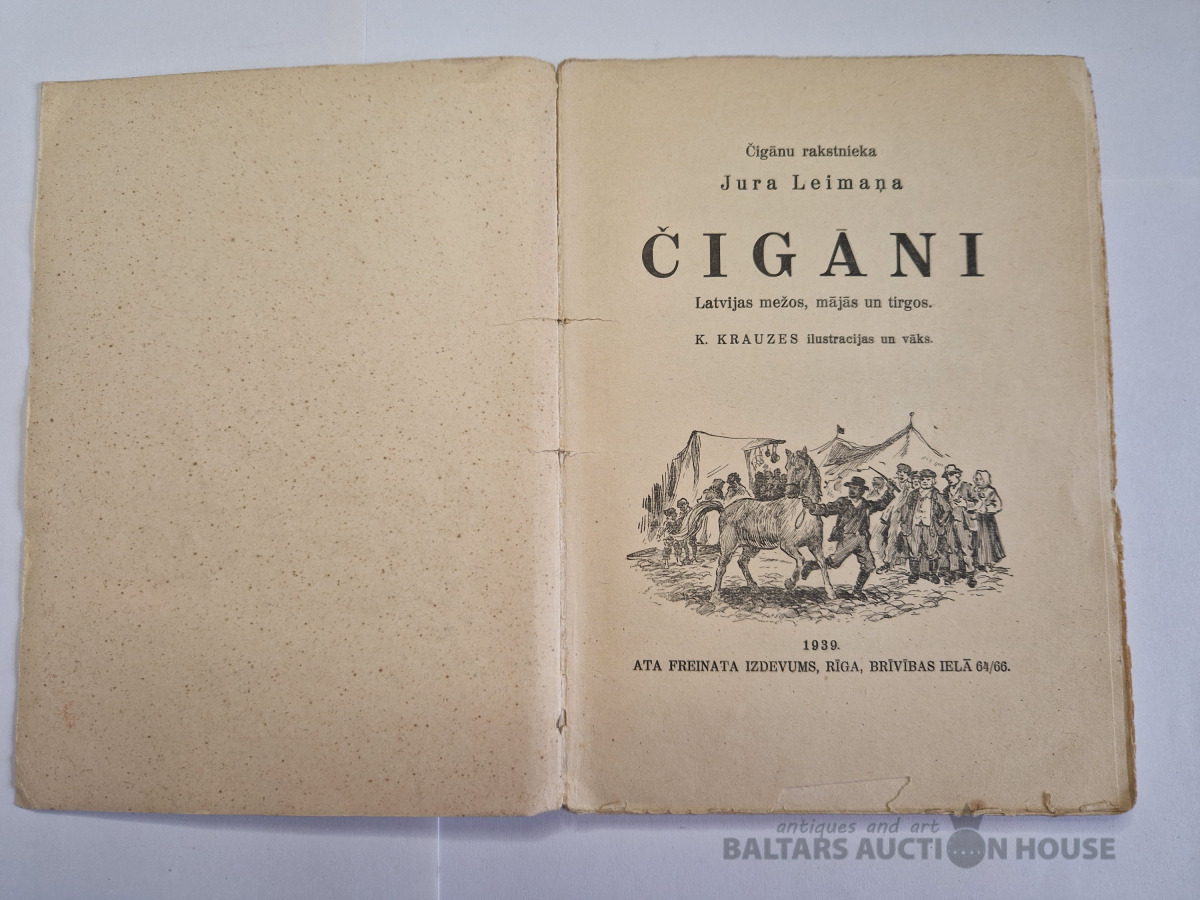 Čigānu rakstnieka
Jura Leimaņa
ČIGĀNI
Latvijas mežos, mājās un tirgos.
K. KRAUZES ilustracijas un vāks.
1939.
ATA FREINATA IZDEVUMS, RĪGA, BRĪVĪBAS IELĀ 64/66.
antiques and art
BALTARS AUCTION HOUSE